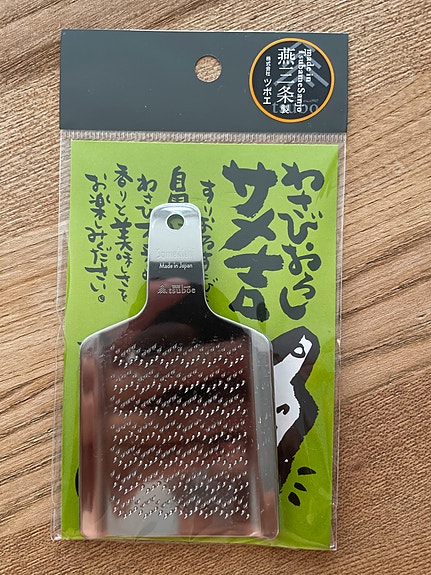 made in
TsubameSanjo
燕三条製
株式会社 ツボエ
tsuboe
わさび・おろし
サメ吉
わさび
香りと美味しさを
お楽しみください。
Made in Japan
tsuboe